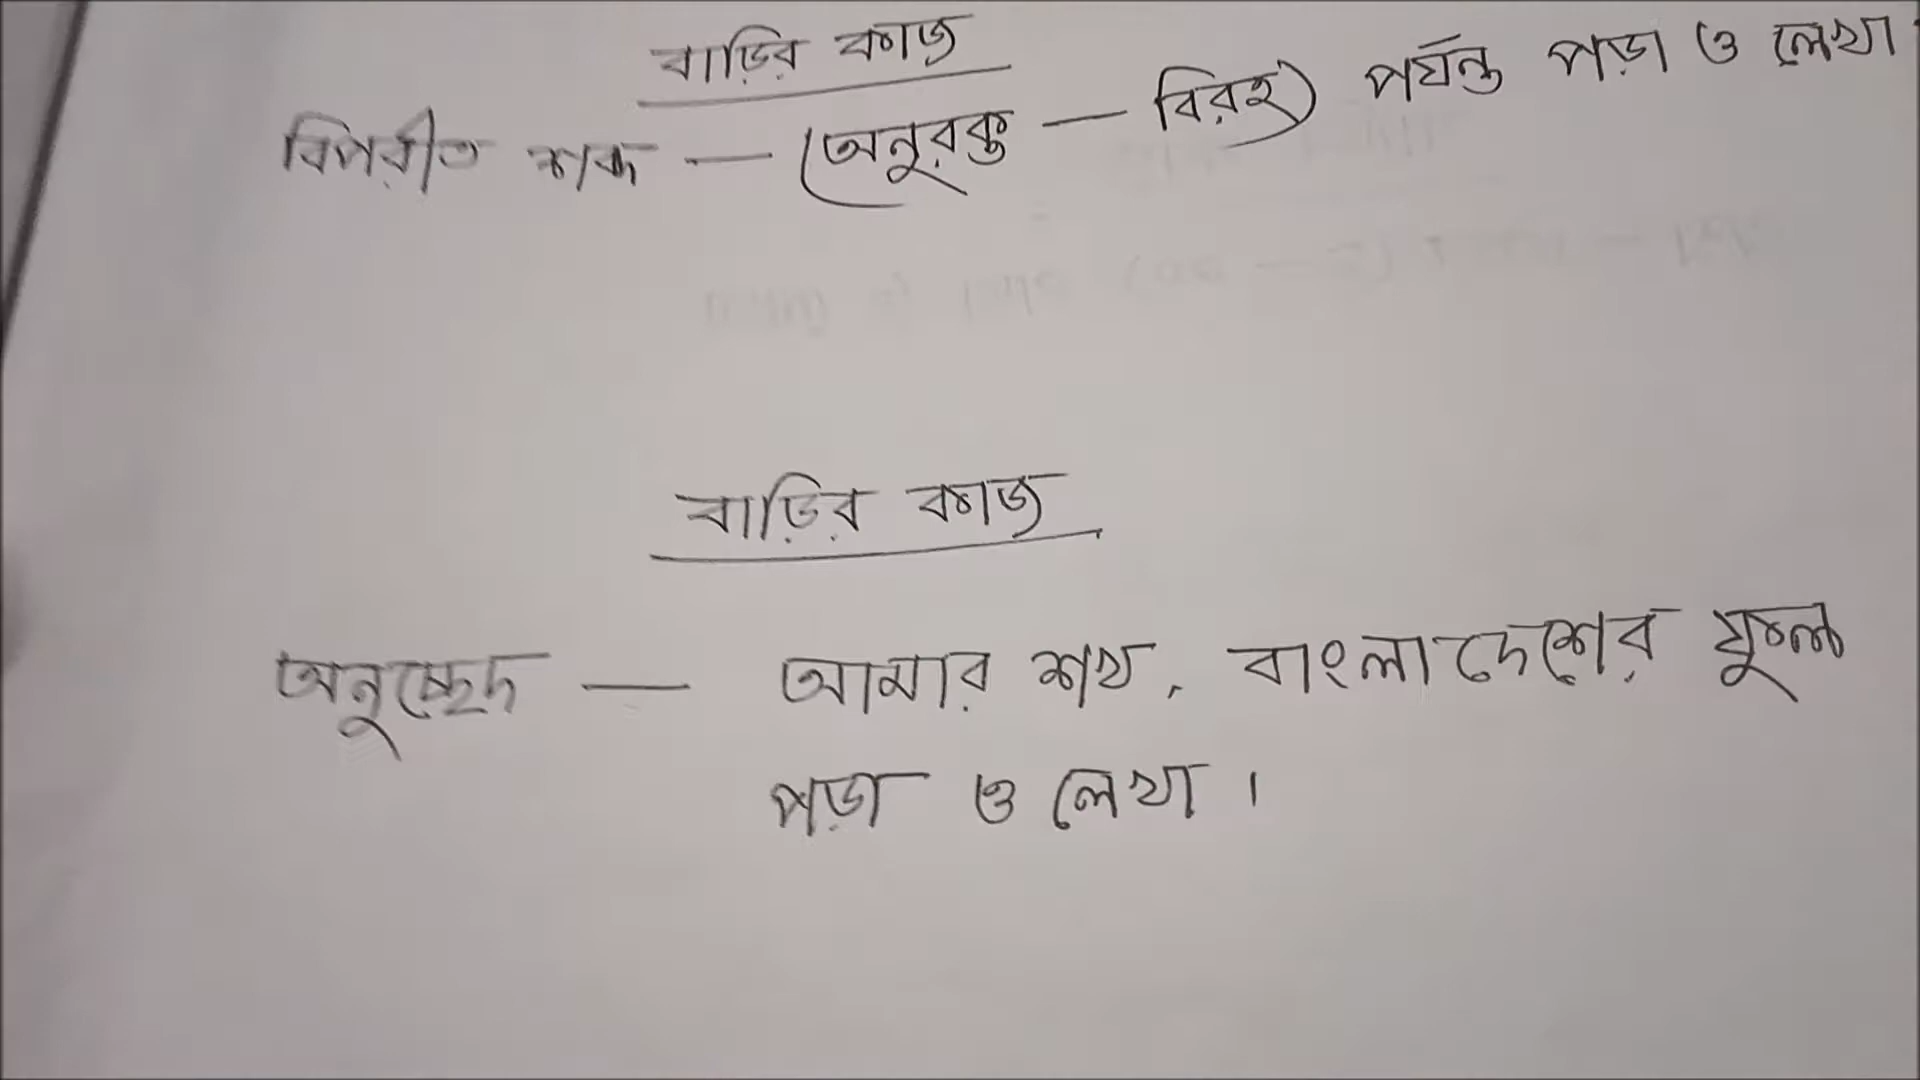 বাড়ির কাজ
বিপরীত শব্দ — (অনুরক্ত — বিরহ) পর্যন্ত পড়া ও লেখা
বাড়ির কাজ
অনুচ্ছেদ — আমার শখ, বাংলাদেশের ফুল
পড়া ও লেখা ।